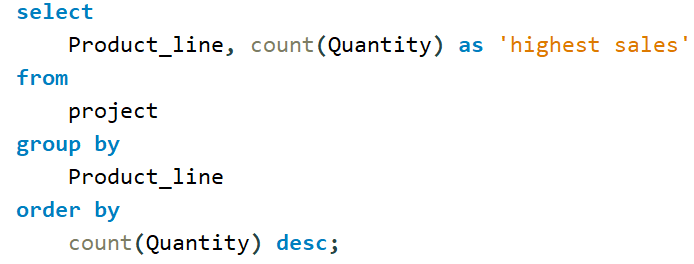 select
    Product_line, count(Quantity) as 'highest sales'
from
    project
group by
    Product_line
order by
    count(Quantity) desc;